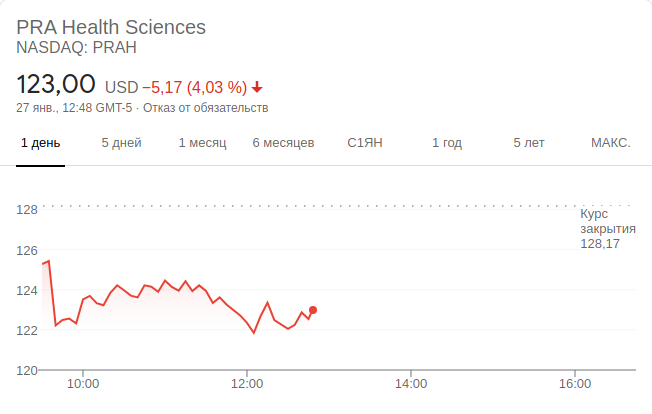 PRA Health Sciences
NASDAQ: PRAH
123,00 USD −5,17 (4,03 %)
27 янв., 12:48 GMT-5 · Отказ от обязательств
1 день 5 дней 1 месяц 6 месяцев С1ЯН 1 год 5 лет МАКС.
128
Курс
закрытия
128,17
126
124
122
120
10:00 12:00 14:00 16:00